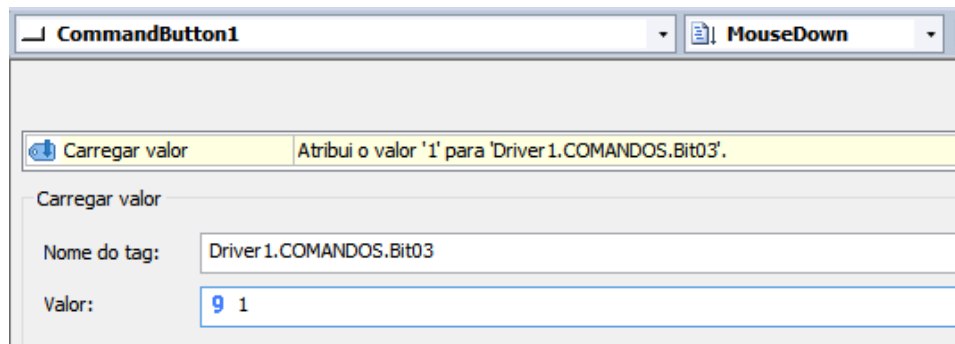 CommandButton1 MouseDown
Carregar valor Atribui o valor '1' para 'Driver1.COMANDOS.Bit03'.
Carregar valor
Nome do tag: Driver1.COMANDOS.Bit03
Valor: 9 1